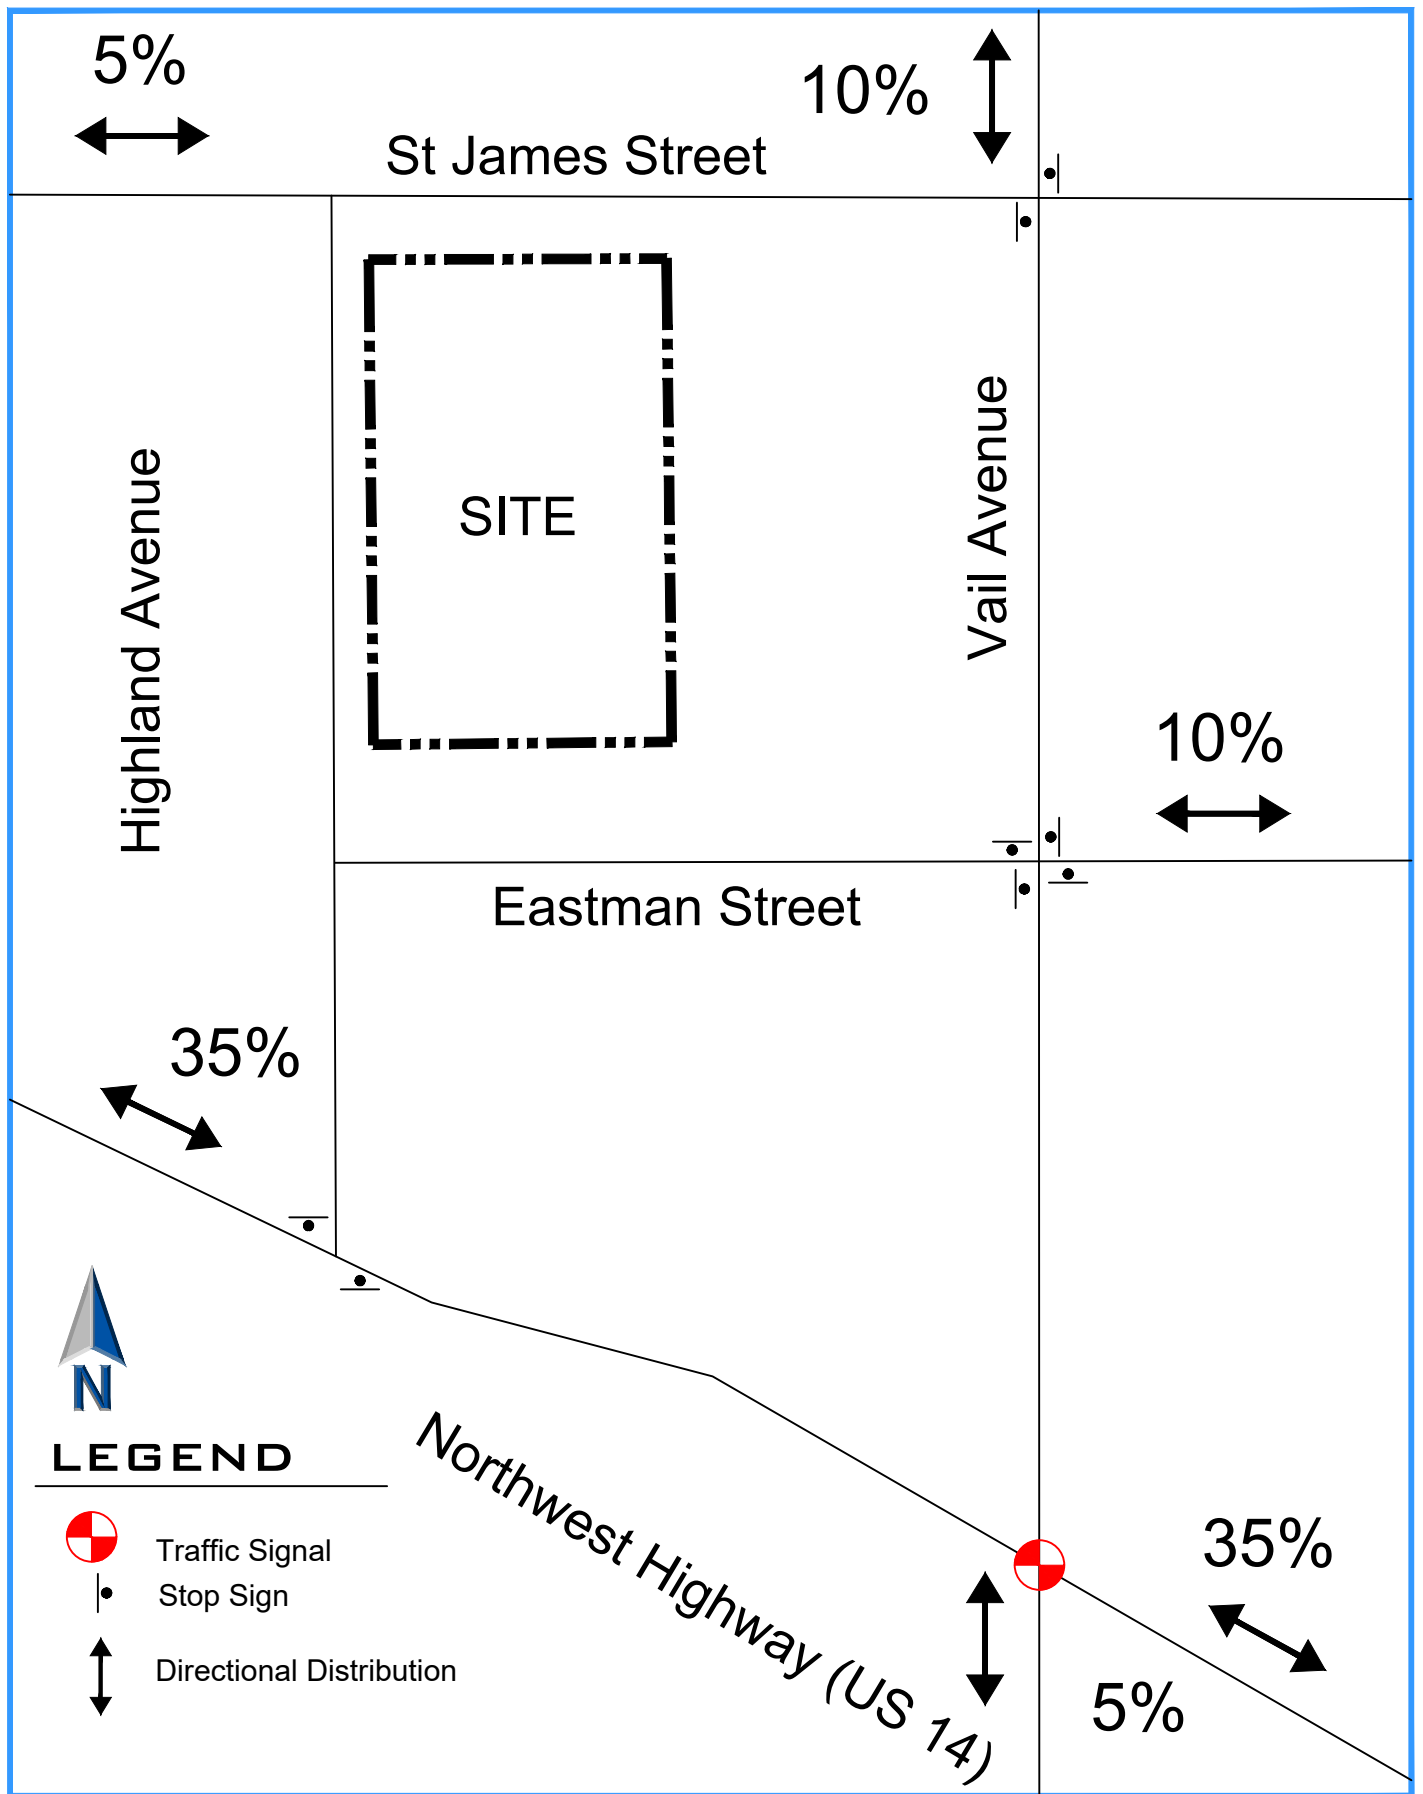 5%
10%
St James Street
Highland Avenue
SITE
Vail Avenue
10%
Eastman Street
35%
N
LEGEND
Traffic Signal
Stop Sign
Directional Distribution
Northwest Highway (US 14)
35%
5%